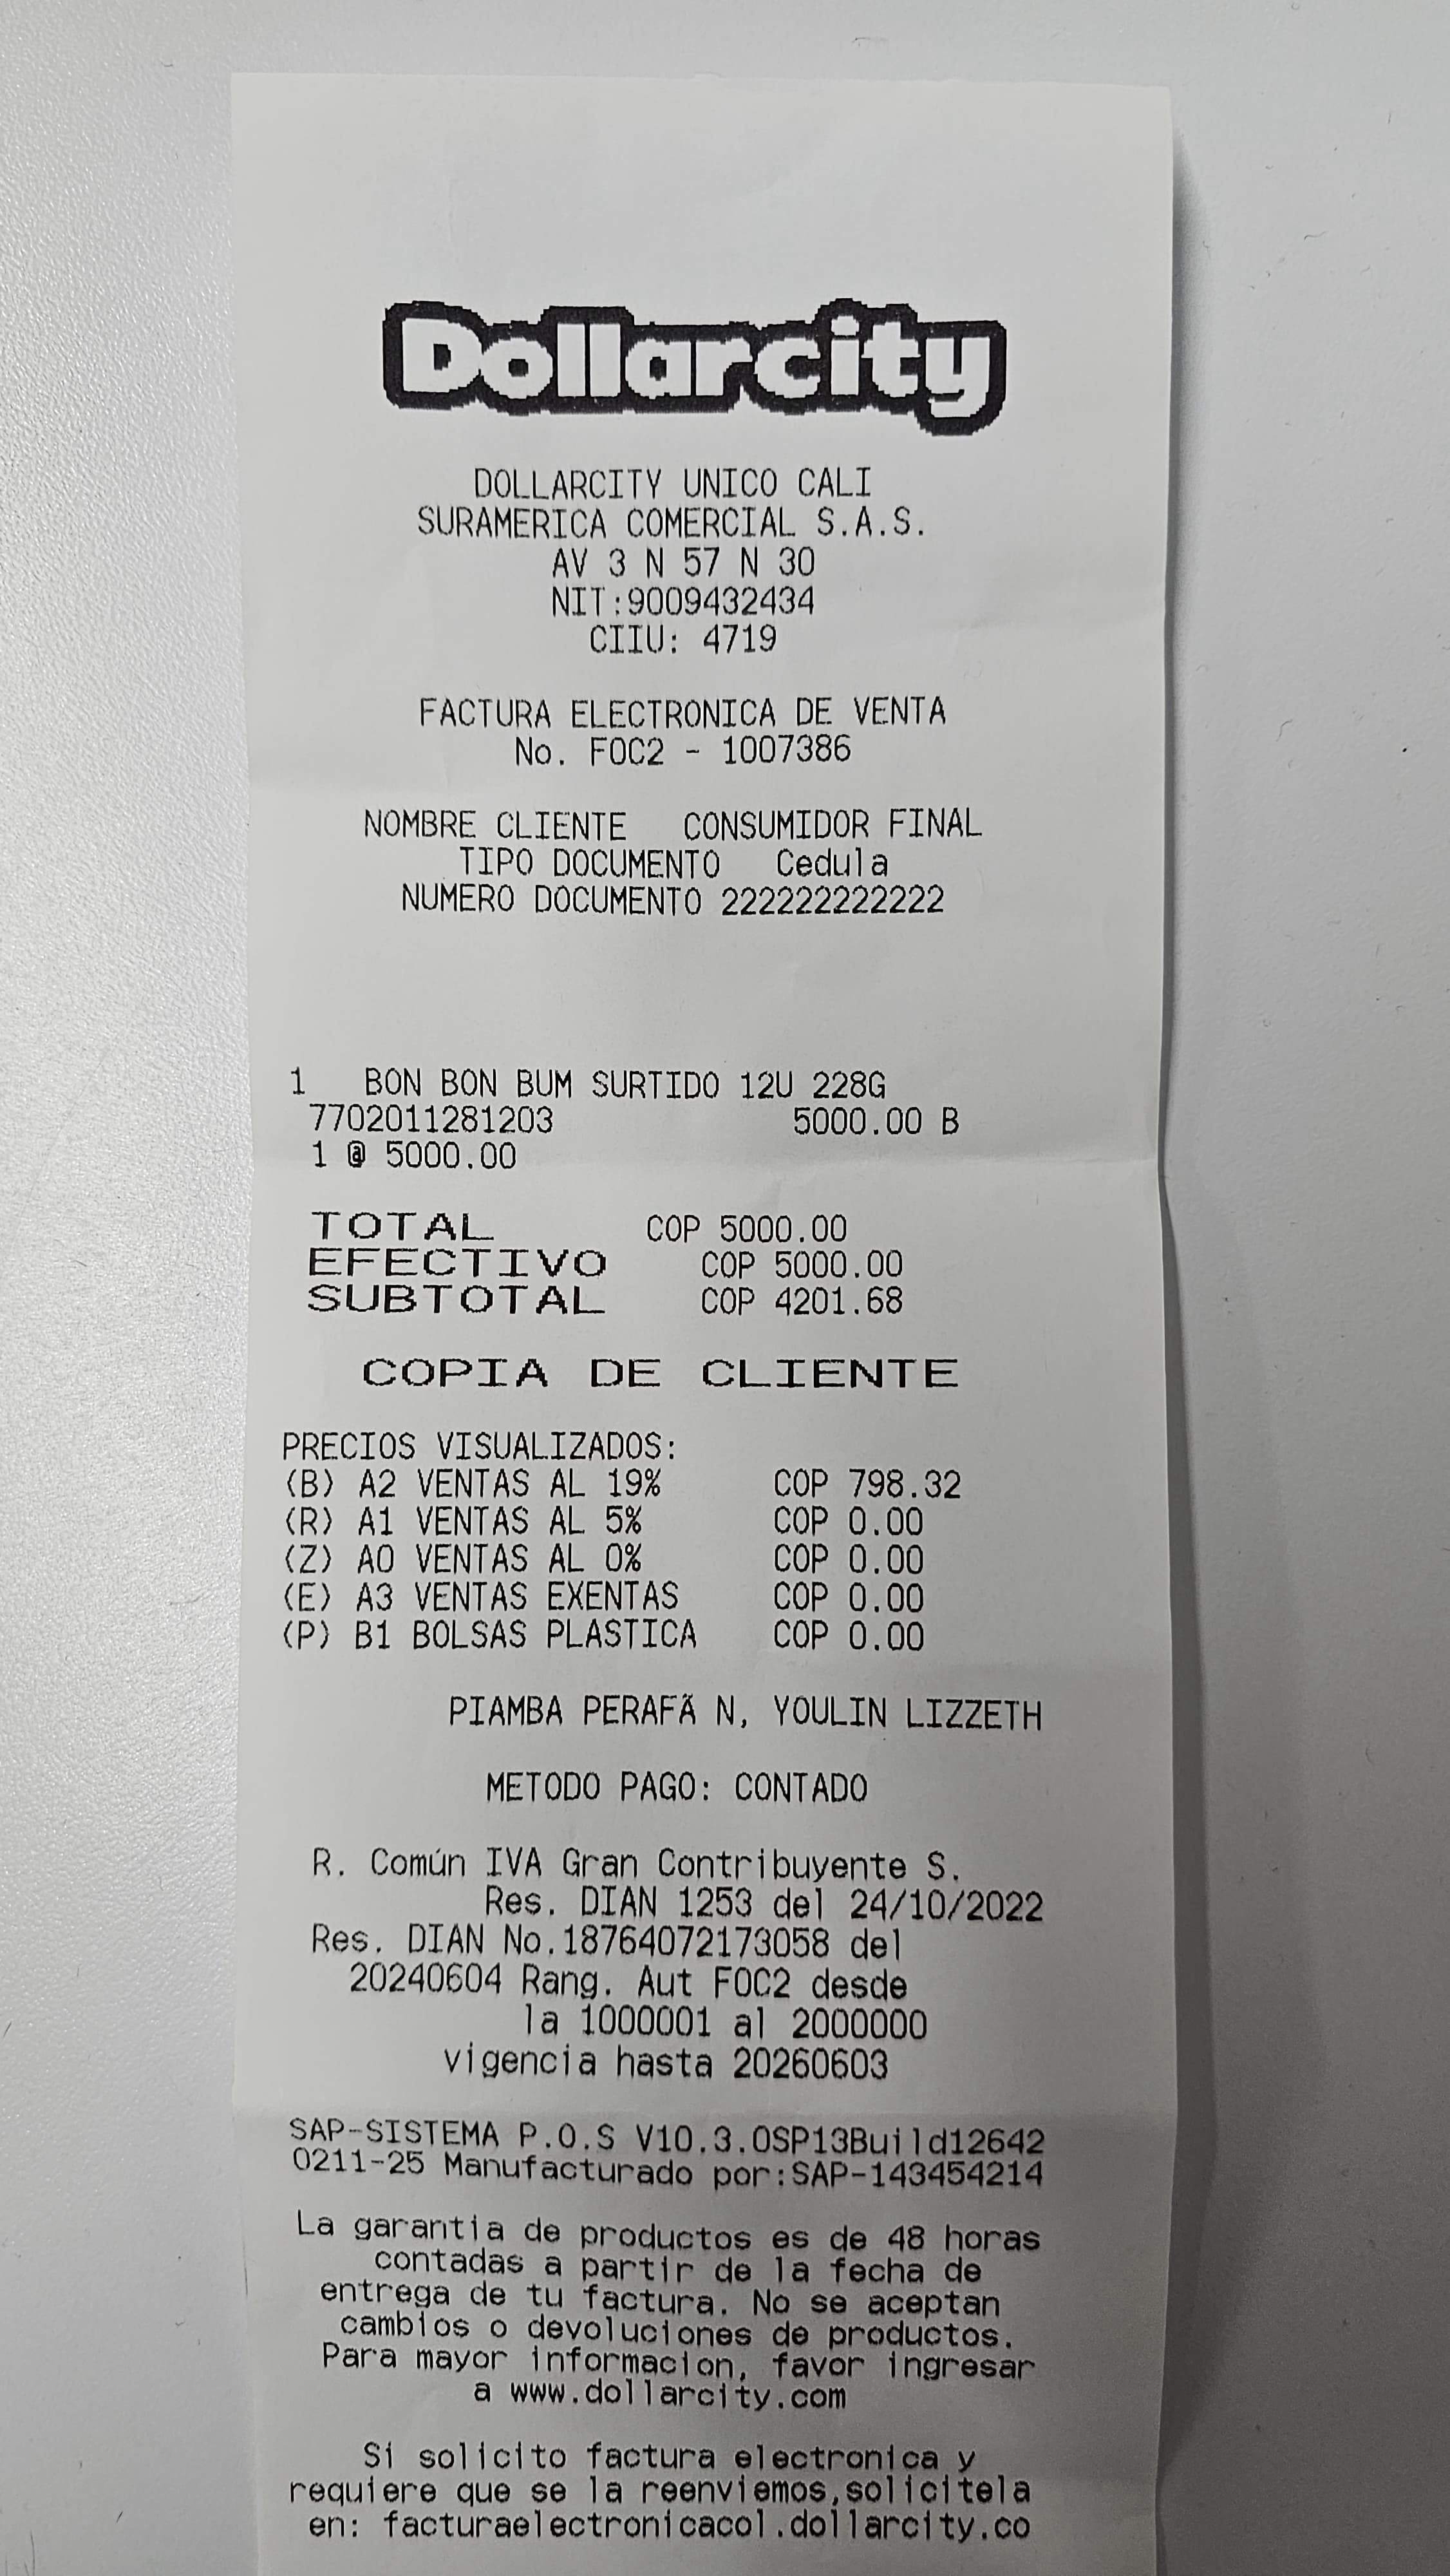 Dollarcity
DOLLARCITY UNICO CALI
SURAMERICA COMERCIAL S.A.S.
AV 3 N 57 N 30
NIT:9009432434
CIIU: 4719
FACTURA ELECTRONICA DE VENTA
No. FOC2 - 1007386
NOMBRE CLIENTE CONSUMIDOR FINAL
TIPO DOCUMENTO Cedula
NUMERO DOCUMENTO 222222222222
1 BON BON BUM SURTIDO 12U 228G
7702011281203 5000.00 B
1 @ 5000.00
TOTAL COP 5000.00
EFECTIVO COP 5000.00
SUBTOTAL COP 4201.68
COPIA DE CLIENTE
PRECIOS VISUALIZADOS:
(B) A2 VENTAS AL 19% COP 798.32
(R) A1 VENTAS AL 5% COP 0.00
(Z) A0 VENTAS AL 0% COP 0.00
(E) A3 VENTAS EXENTAS COP 0.00
(P) B1 BOLSAS PLASTICA COP 0.00
PIAMBA PERAFÃ N, YOULIN LIZZETH
METODO PAGO: CONTADO
R. Común IVA Gran Contribuyente S.
Res. DIAN 1253 del 24/10/2022
Res. DIAN No.18764072173058 del
20240604 Rang. Aut FOC2 desde
la 1000001 al 2000000
vigencia hasta 20260603
SAP-SISTEMA P.O.S V10.3.0SP13Build12642
0211-25 Manufacturado por:SAP-143454214
La garantia de productos es de 48 horas
contadas a partir de la fecha de
entrega de tu factura. No se aceptan
cambios o devoluciones de productos.
Para mayor informacion, favor ingresar
a www.dollarcity.com
Si solicito factura electronica y
requiere que se la reenviemos,solicitela
en: facturaelectronicacol.dollarcity.co